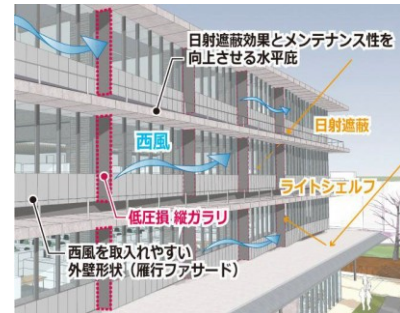 日射遮蔽効果とメンテナンス性を
向上させる水平庇
日射遮蔽
西風
ライトシェルフ
低圧損 縦ガラリ
西風を取入れやすい
外壁形状（雁行ファサード）